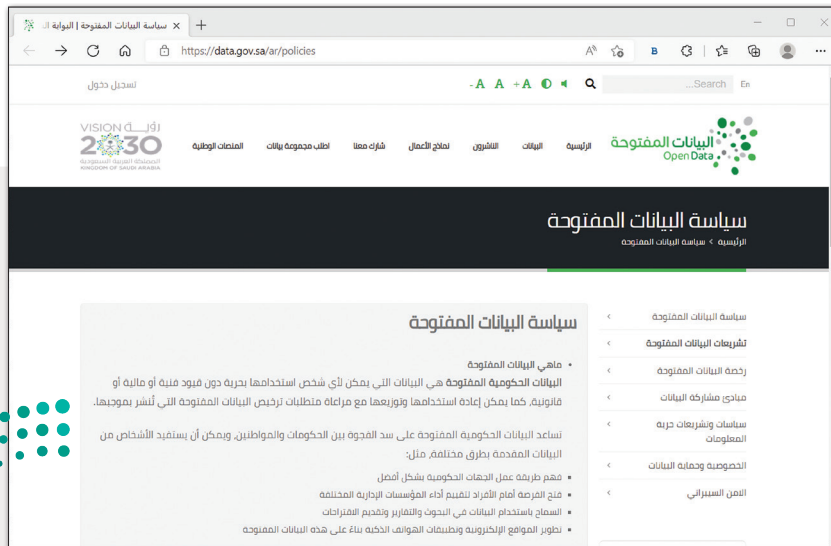 سياسة البيانات المفتوحة | البوابة الـ
https://data.gov.sa/ar/policies
تسجيل دخول
-A A +A
Search...
En
البيانات المفتوحة
Open Data
الرئيسية
البيانات
الناشرون
نماذج الأعمال
شارك معنا
اطلب مجموعة بيانات
المنصات الوطنية
VISION رؤيــة
2030
المملكة العربية السعودية
KINGDOM OF SAUDI ARABIA
سياسة البيانات المفتوحة
الرئيسية > سياسة البيانات المفتوحة
سياسة البيانات المفتوحة
تشريعات البيانات المفتوحة
رخصة البيانات المفتوحة
مبادئ مشاركة البيانات
سياسات وتشريعات حرية
المعلومات
الخصوصية وحماية البيانات
الامن السيبراني
سياسة البيانات المفتوحة
• ماهي البيانات المفتوحة
البيانات الحكومية المفتوحة هي البيانات التي يمكن لأي شخص استخدامها بحرية دون قيود فنية أو مالية أو
قانونية، كما يمكن إعادة استخدامها وتوزيعها مع مراعاة متطلبات ترخيص البيانات المفتوحة التي تُنشر بموجبها.
تساعد البيانات الحكومية المفتوحة على سد الفجوة بين الحكومات والمواطنين، ويمكن أن يستفيد الأشخاص من
البيانات المقدمة بطرق مختلفة، مثل:
▪ فهم طريقة عمل الجهات الحكومية بشكل أفضل
▪ فتح الفرصة أمام الأفراد لتقييم أداء المؤسسات الإدارية المختلفة
▪ السماح باستخدام البيانات في البحوث والتقارير وتقديم الاقتراحات
▪ تطوير المواقع الإلكترونية وتطبيقات الهواتف الذكية بناءً على هذه البيانات المفتوحة